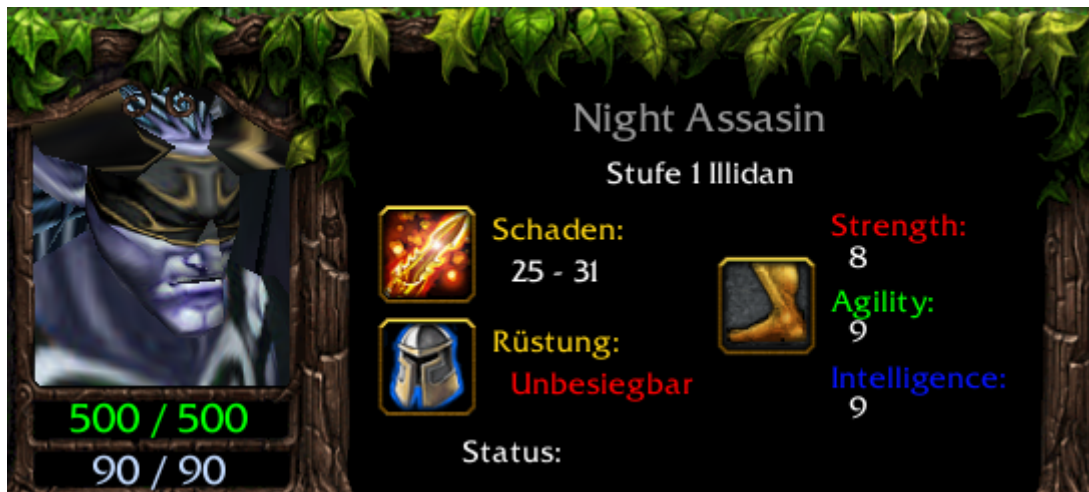 Night Assasin
Stufe 1 Illidan
Schaden:
25 - 31
Rüstung:
Unbesiegbar
Strength:
8
Agility:
9
Intelligence:
9
Status:
500 / 500
90 / 90